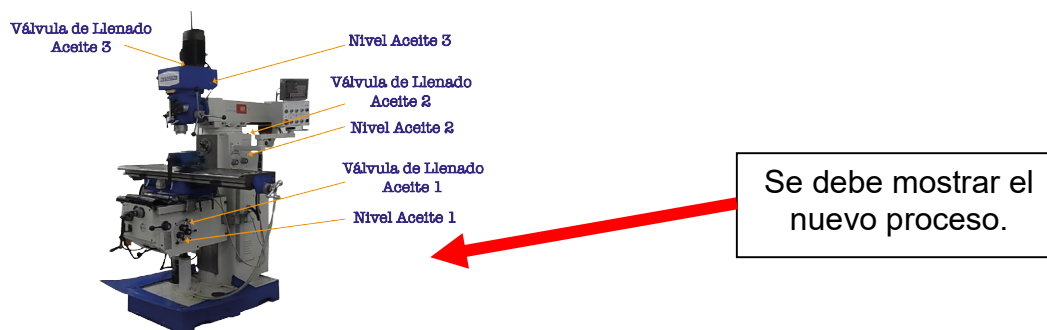 Válvula de Llenado
Aceite 3
Nivel Aceite 3
Válvula de Llenado
Aceite 2
Nivel Aceite 2
Válvula de Llenado
Aceite 1
Nivel Aceite 1
Se debe mostrar el
nuevo proceso.